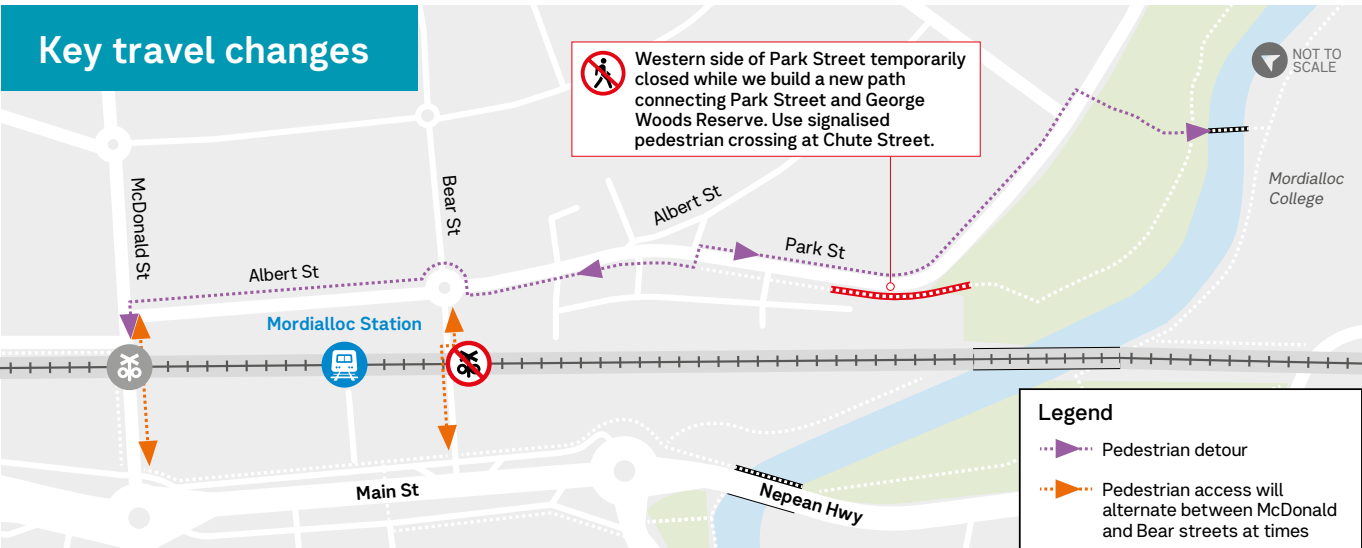 Key travel changes
Western side of Park Street temporarily
closed while we build a new path
connecting Park Street and George
Woods Reserve. Use signalised
pedestrian crossing at Chute Street.
NOT TO
SCALE
McDonald St
Bear St
Albert St
Mordialloc
College
Park St
Albert St
Mordialloc Station
Main St
Nepean Hwy
Legend
Pedestrian detour
Pedestrian access will
alternate between McDonald
and Bear streets at times